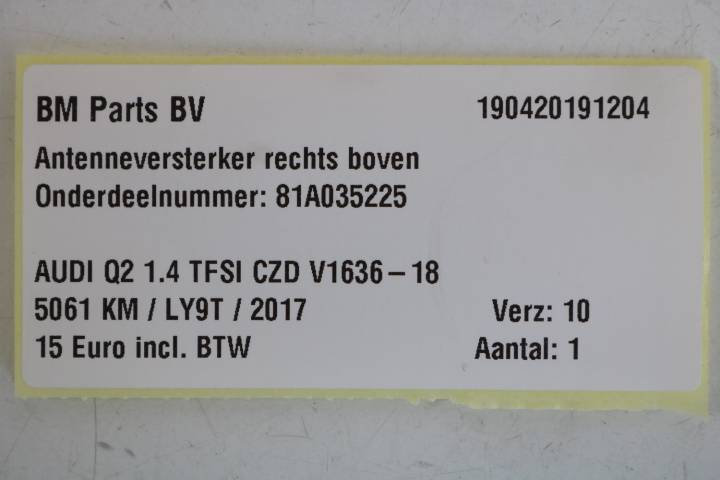 BM Parts BV 190420191204
Antenneversterker rechts boven
Onderdeelnummer: 81A035225
AUDI Q2 1.4 TFSI CZD V1636-18
5061 KM / LY9T / 2017 Verz: 10
15 Euro incl. BTW Aantal: 1